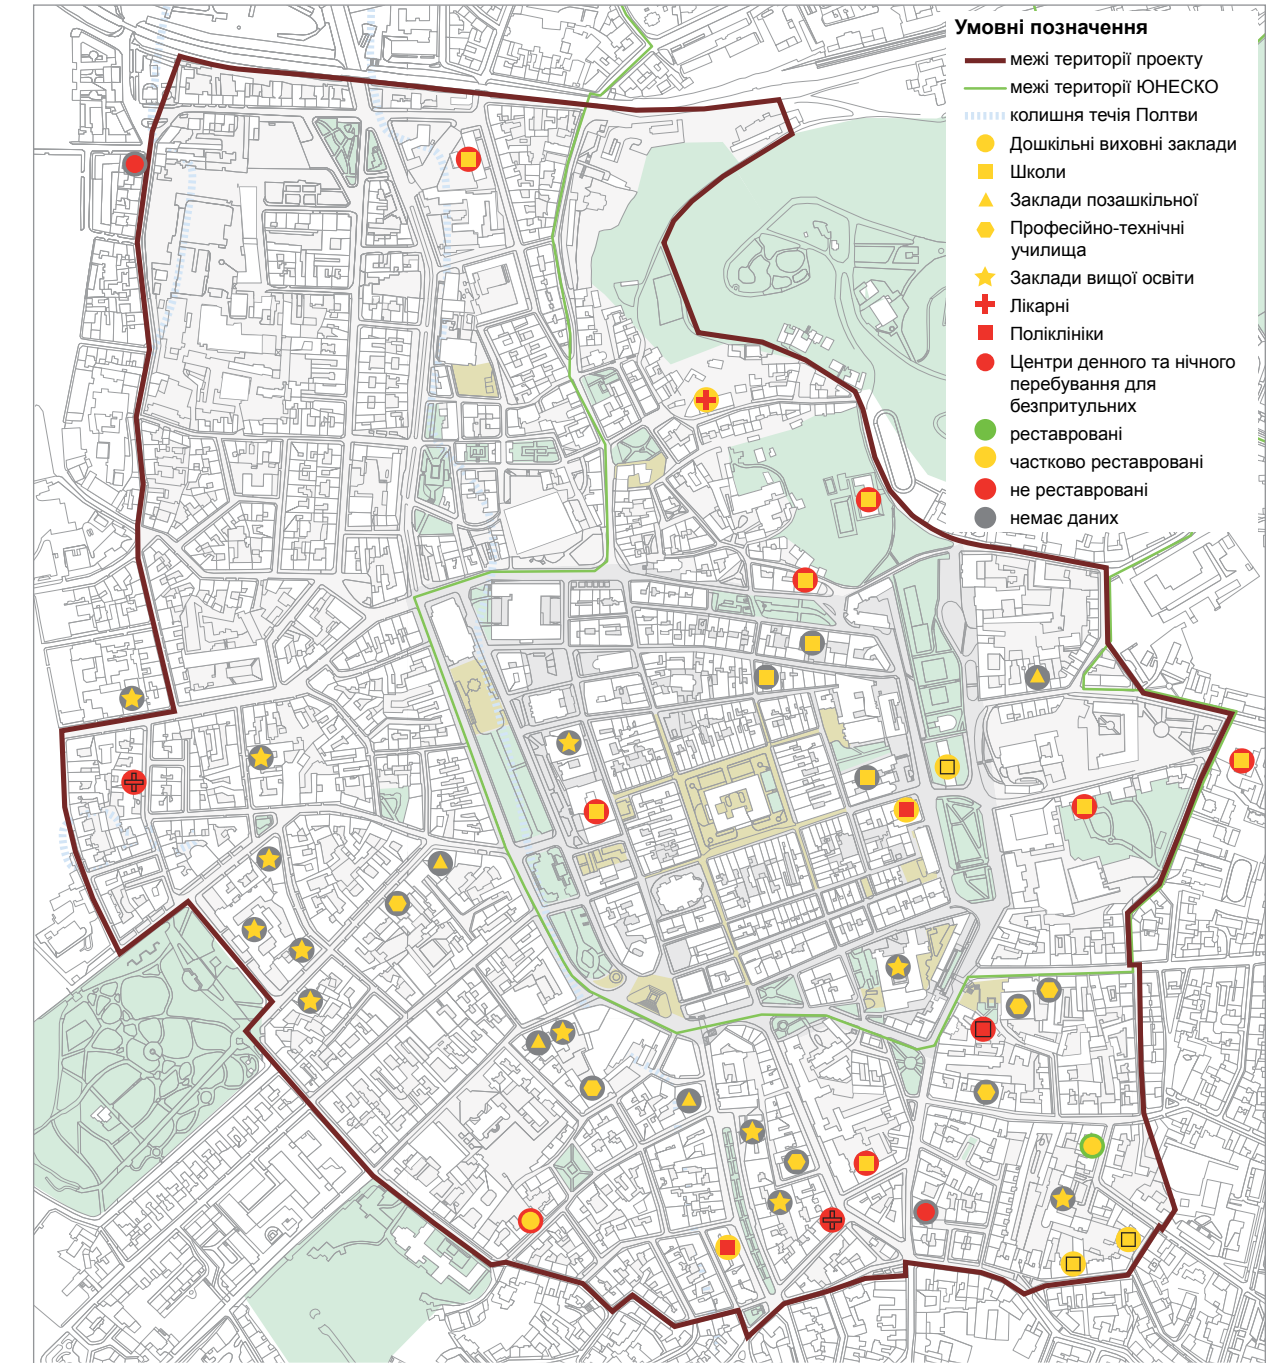 Умовні позначення
межі території проекту
межі території ЮНЕСКО
колишня течія Полтви
Дошкільні виховні заклади
Школи
Заклади позашкільної
Професійно-технічні
училища
Заклади вищої освіти
Лікарні
Поліклініки
Центри денного та нічного
перебування для
безпритульних
реставровані
частково реставровані
не реставровані
немає даних